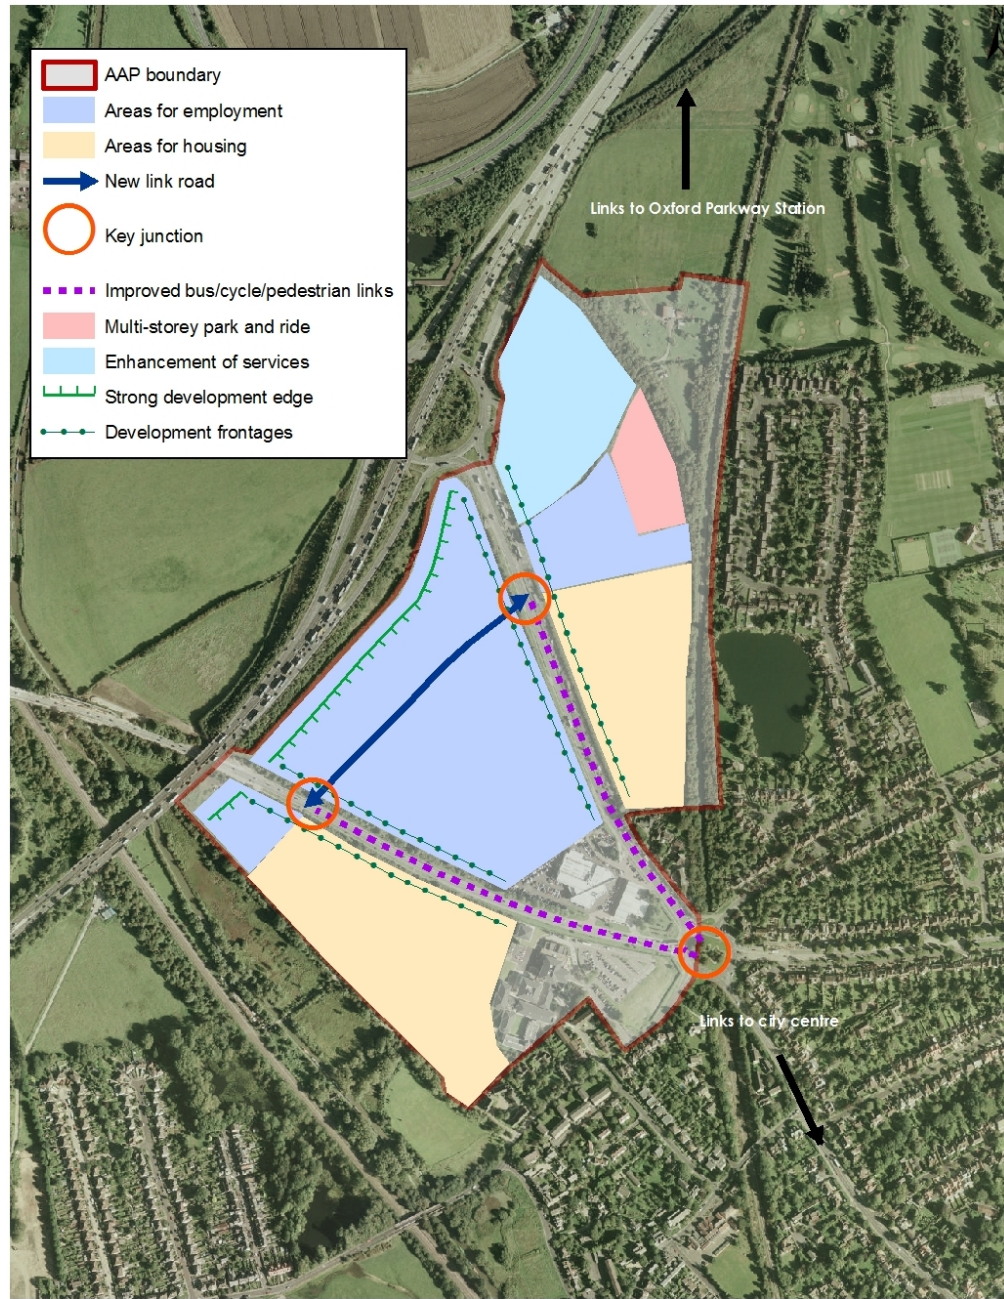 AAP boundary
Areas for employment
Areas for housing
New link road
Key junction
Improved bus/cycle/pedestrian links
Multi-storey park and ride
Enhancement of services
Strong development edge
Development frontages
Links to Oxford Parkway Station
Links to city centre